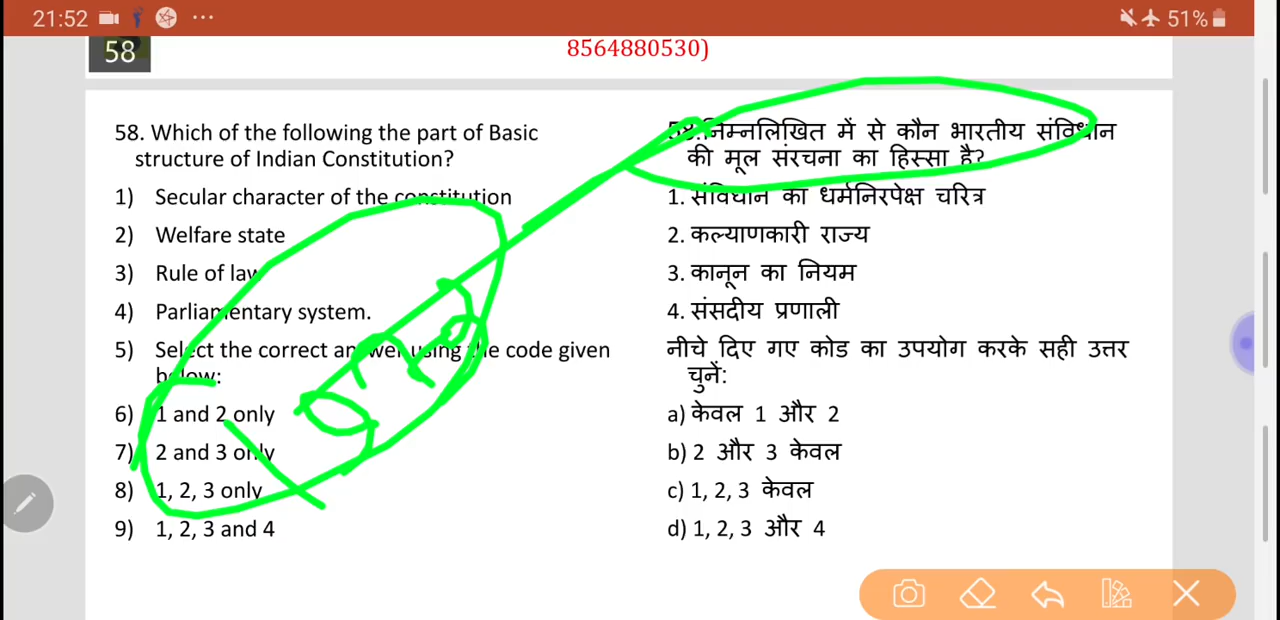 21:52
51%
58
8564880530)
58. Which of the following the part of Basic
structure of Indian Constitution?
1) Secular character of the constitution
2) Welfare state
3) Rule of law
4) Parliamentary system.
5) Select the correct answer using the code given
below:
6) 1 and 2 only
7) 2 and 3 only
8) 1, 2, 3 only
9) 1, 2, 3 and 4
58.निम्नलिखित में से कौन भारतीय संविधान
की मूल संरचना का हिस्सा है?
1. संविधान का धर्मनिरपेक्ष चरित्र
2. कल्याणकारी राज्य
3. कानून का नियम
4. संसदीय प्रणाली
नीचे दिए गए कोड का उपयोग करके सही उत्तर
चुनें:
a) केवल 1 और 2
b) 2 और 3 केवल
c) 1, 2, 3 केवल
d) 1, 2, 3 और 4